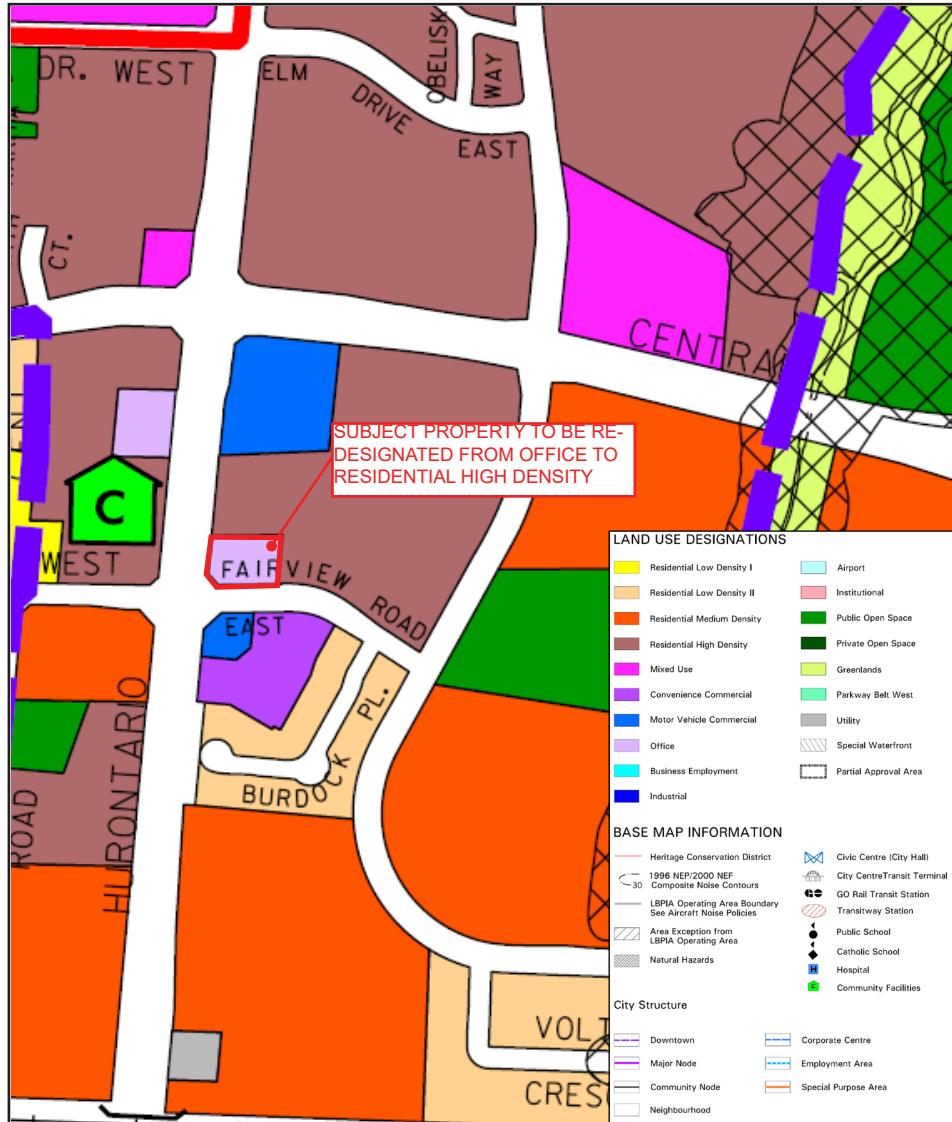 DR. WEST
ELM
DRIVE
EAST
OBELISK
WAY
CT.
CENTRA
SUBJECT PROPERTY TO BE RE-
DESIGNATED FROM OFFICE TO
RESIDENTIAL HIGH DENSITY
C
WEST
FAIRVIEW
ROAD
EAST
PL.
BURDOCK
HURONTARIO
ROAD
VOLT
CRES
LAND USE DESIGNATIONS
Residential Low Density I
Residential Low Density II
Residential Medium Density
Residential High Density
Mixed Use
Convenience Commercial
Motor Vehicle Commercial
Office
Business Employment
Industrial
Airport
Institutional
Public Open Space
Private Open Space
Greenlands
Parkway Belt West
Utility
Special Waterfront
Partial Approval Area
BASE MAP INFORMATION
Heritage Conservation District
1996 NEP/2000 NEF
30 Composite Noise Contours
LBPIA Operating Area Boundary
See Aircraft Noise Policies
Area Exception from
LBPIA Operating Area
Natural Hazards
Civic Centre (City Hall)
City CentreTransit Terminal
GO Rail Transit Station
Transitway Station
Public School
Catholic School
H Hospital
C Community Facilities
City Structure
Downtown
Major Node
Community Node
Neighbourhood
Corporate Centre
Employment Area
Special Purpose Area